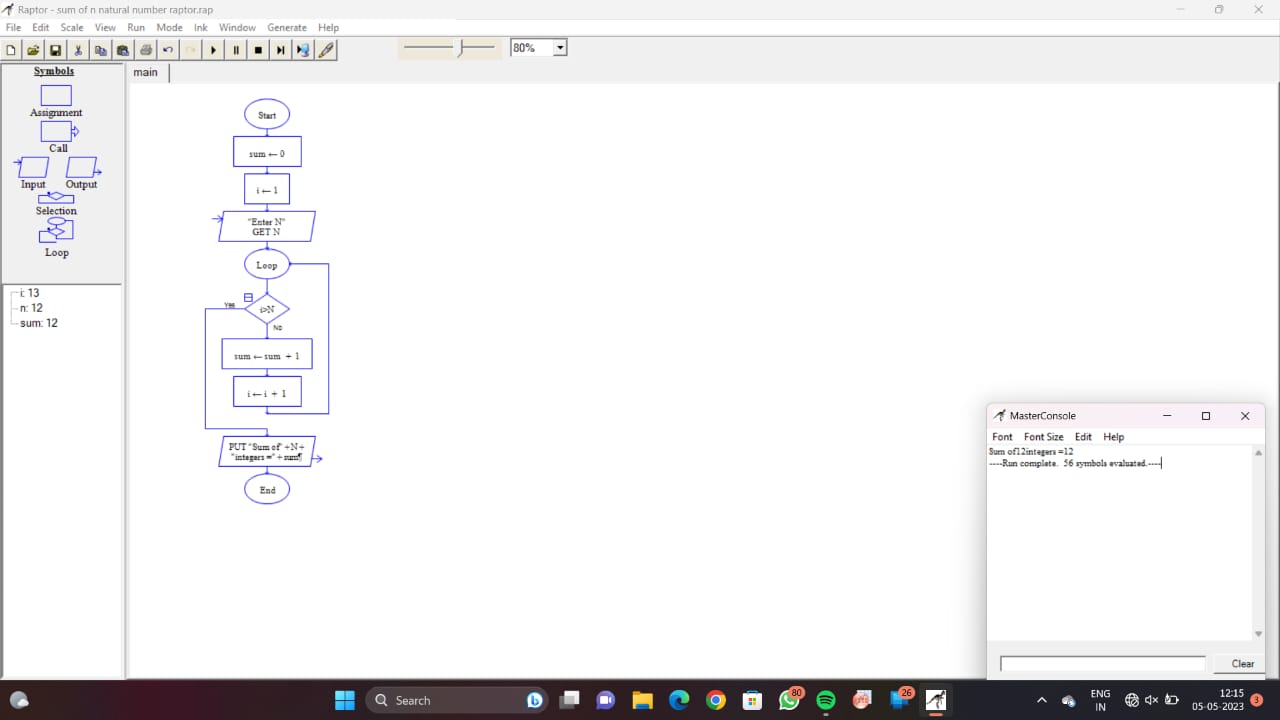 Raptor - sum of n natural number raptor.rap
File Edit Scale View Run Mode Ink Window Generate Help
80%
Symbols
main
Assignment
Call
Input Output
Selection
Loop
i: 13
n: 12
sum: 12
Start
sum ← 0
i ← 1
"Enter N"
GET N
Loop
Yes
i>N
No
sum ← sum + 1
i ← i + 1
PUT "Sum of" +N+
"integers =" + sum¶
End
MasterConsole
Font Font Size Edit Help
Sum of12integers =12
----Run complete. 56 symbols evaluated.----
Clear
Search
80
26
ENG
IN
12:15
05-05-2023
3